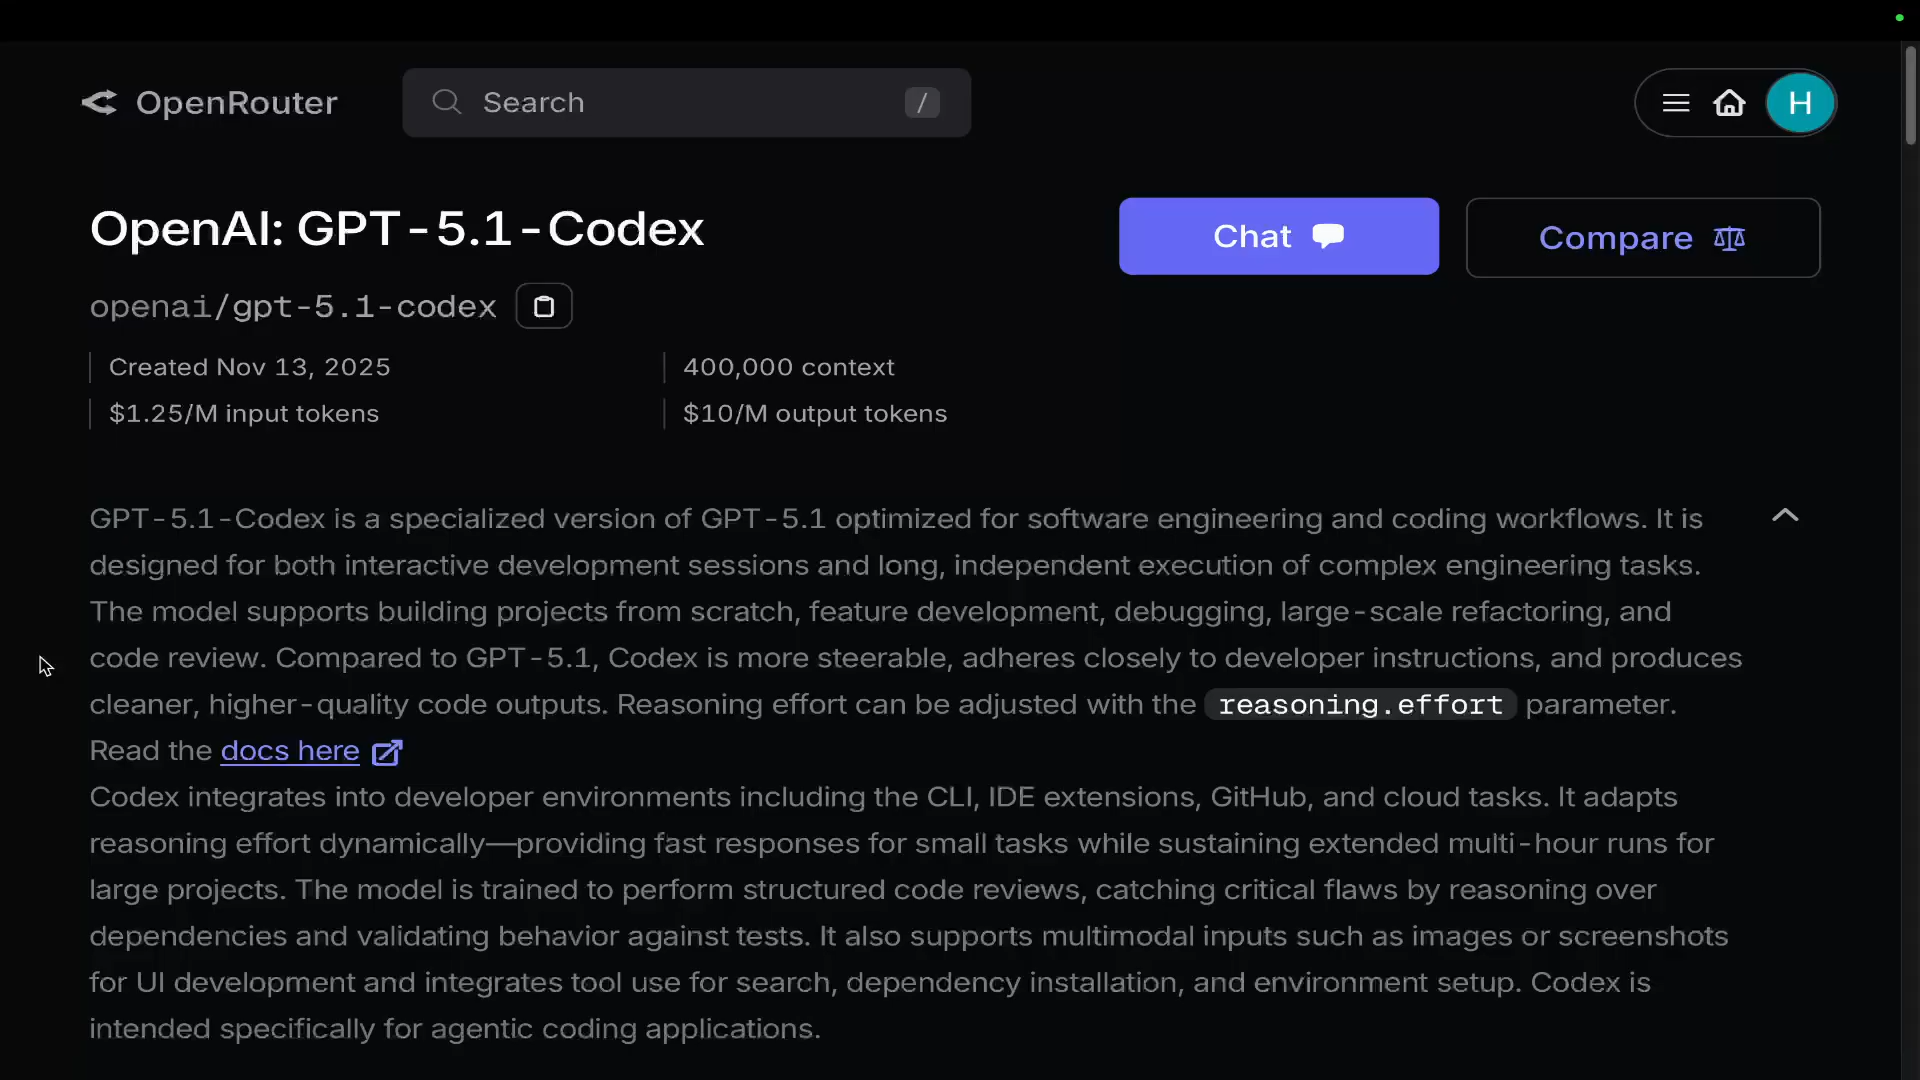 OpenRouter
Search
/
H
OpenAI: GPT-5.1-Codex
Chat
Compare
openai/gpt-5.1-codex
Created Nov 13, 2025
400,000 context
$1.25/M input tokens
$10/M output tokens
GPT-5.1-Codex is a specialized version of GPT-5.1 optimized for software engineering and coding workflows. It is
designed for both interactive development sessions and long, independent execution of complex engineering tasks.
The model supports building projects from scratch, feature development, debugging, large-scale refactoring, and
code review. Compared to GPT-5.1, Codex is more steerable, adheres closely to developer instructions, and produces
cleaner, higher-quality code outputs. Reasoning effort can be adjusted with the reasoning.effort parameter.
Read the docs here
Codex integrates into developer environments including the CLI, IDE extensions, GitHub, and cloud tasks. It adapts
reasoning effort dynamically—providing fast responses for small tasks while sustaining extended multi-hour runs for
large projects. The model is trained to perform structured code reviews, catching critical flaws by reasoning over
dependencies and validating behavior against tests. It also supports multimodal inputs such as images or screenshots
for UI development and integrates tool use for search, dependency installation, and environment setup. Codex is
intended specifically for agentic coding applications.